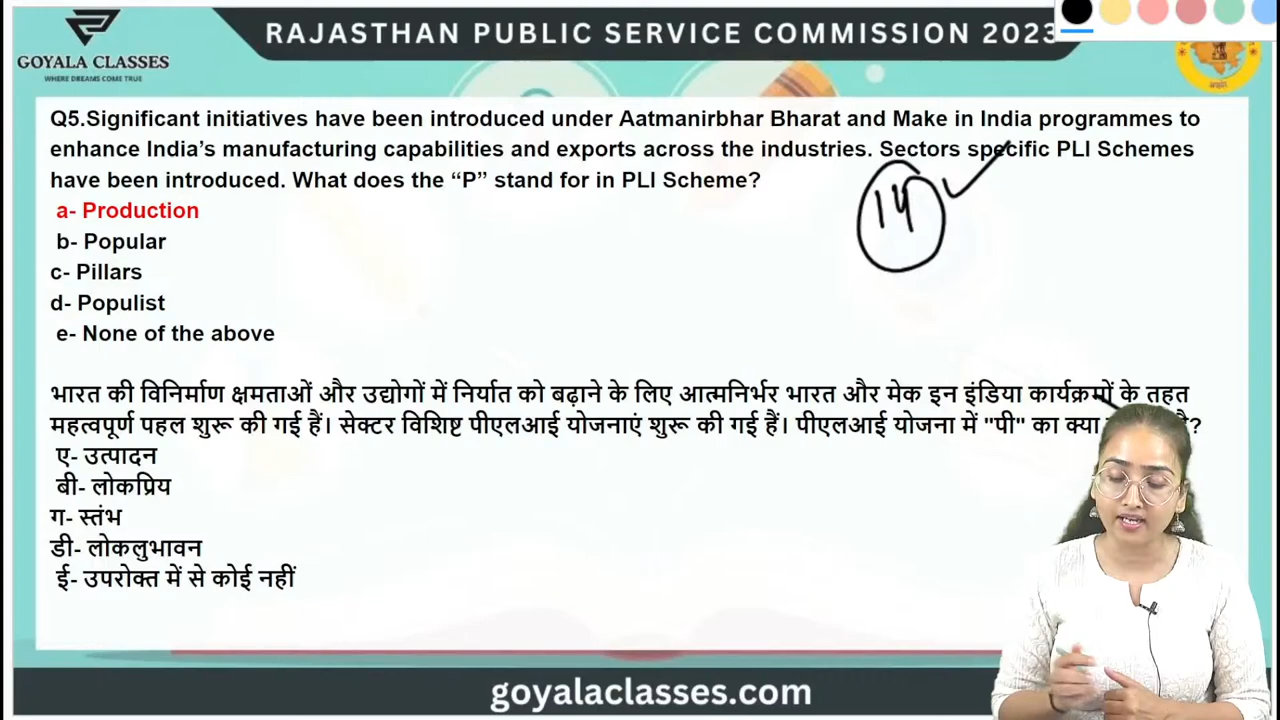 GOYALA CLASSES
WHERE DREAMS COME TRUE
RAJASTHAN PUBLIC SERVICE COMMISSION 2023
Q5.Significant initiatives have been introduced under Aatmanirbhar Bharat and Make in India programmes to
enhance India's manufacturing capabilities and exports across the industries. Sectors specific PLI Schemes
have been introduced. What does the “P” stand for in PLI Scheme?
14
a- Production
b- Popular
c- Pillars
d- Populist
e- None of the above
भारत की विनिर्माण क्षमताओं और उद्योगों में निर्यात को बढ़ाने के लिए आत्मनिर्भर भारत और मेक इन इंडिया कार्यक्रमों के तहत
महत्वपूर्ण पहल शुरू की गई हैं। सेक्टर विशिष्ट पीएलआई योजनाएं शुरू की गई हैं। पीएलआई योजना में "पी" का क्या है?
ए- उत्पादन
बी- लोकप्रिय
ग- स्तंभ
डी- लोकलुभावन
ई- उपरोक्त में से कोई नहीं
goyalaclasses.com